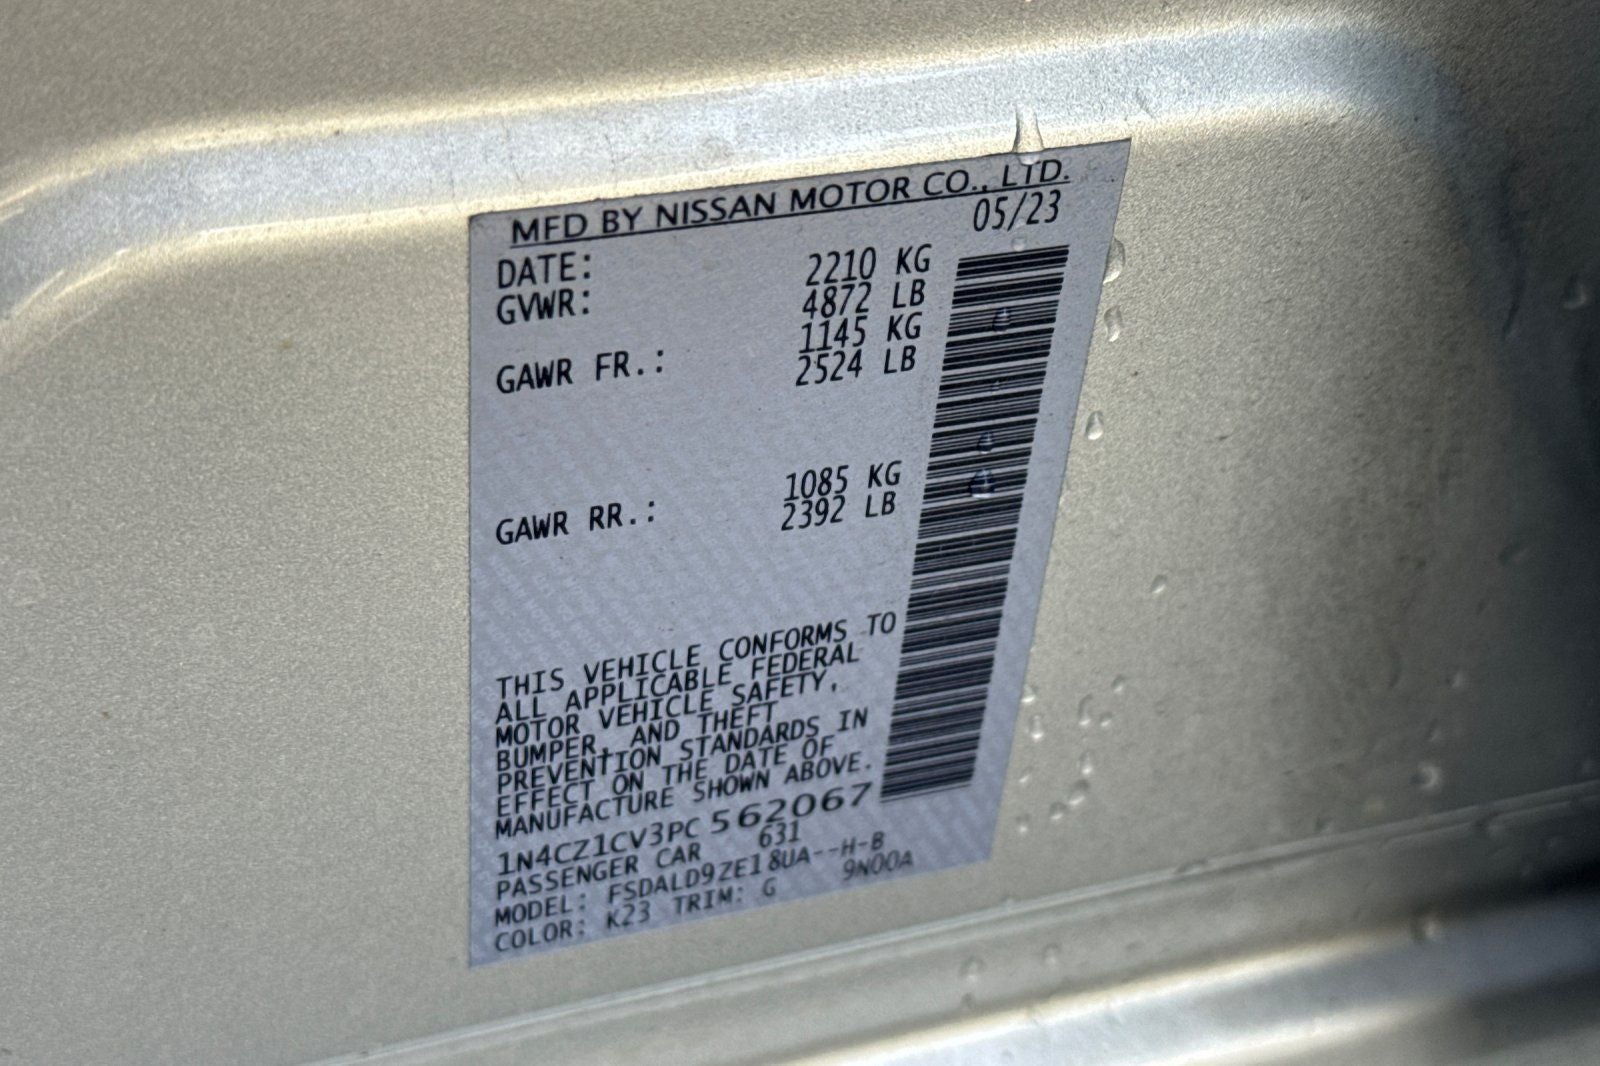 MFD BY NISSAN MOTOR CO., LTD.
DATE: 05/23
GVWR: 2210 KG
4872 LB
GAWR FR.: 1145 KG
2524 LB
GAWR RR.: 1085 KG
2392 LB
THIS VEHICLE CONFORMS TO
ALL APPLICABLE FEDERAL
MOTOR VEHICLE SAFETY,
BUMPER, AND THEFT
PREVENTION STANDARDS IN
EFFECT ON THE DATE OF
MANUFACTURE SHOWN ABOVE.
1N4CZ1CV3PC562067
PASSENGER CAR 631
MODEL: FSDALD9ZE18UA--H-B
COLOR: K23 TRIM: G 9N00A